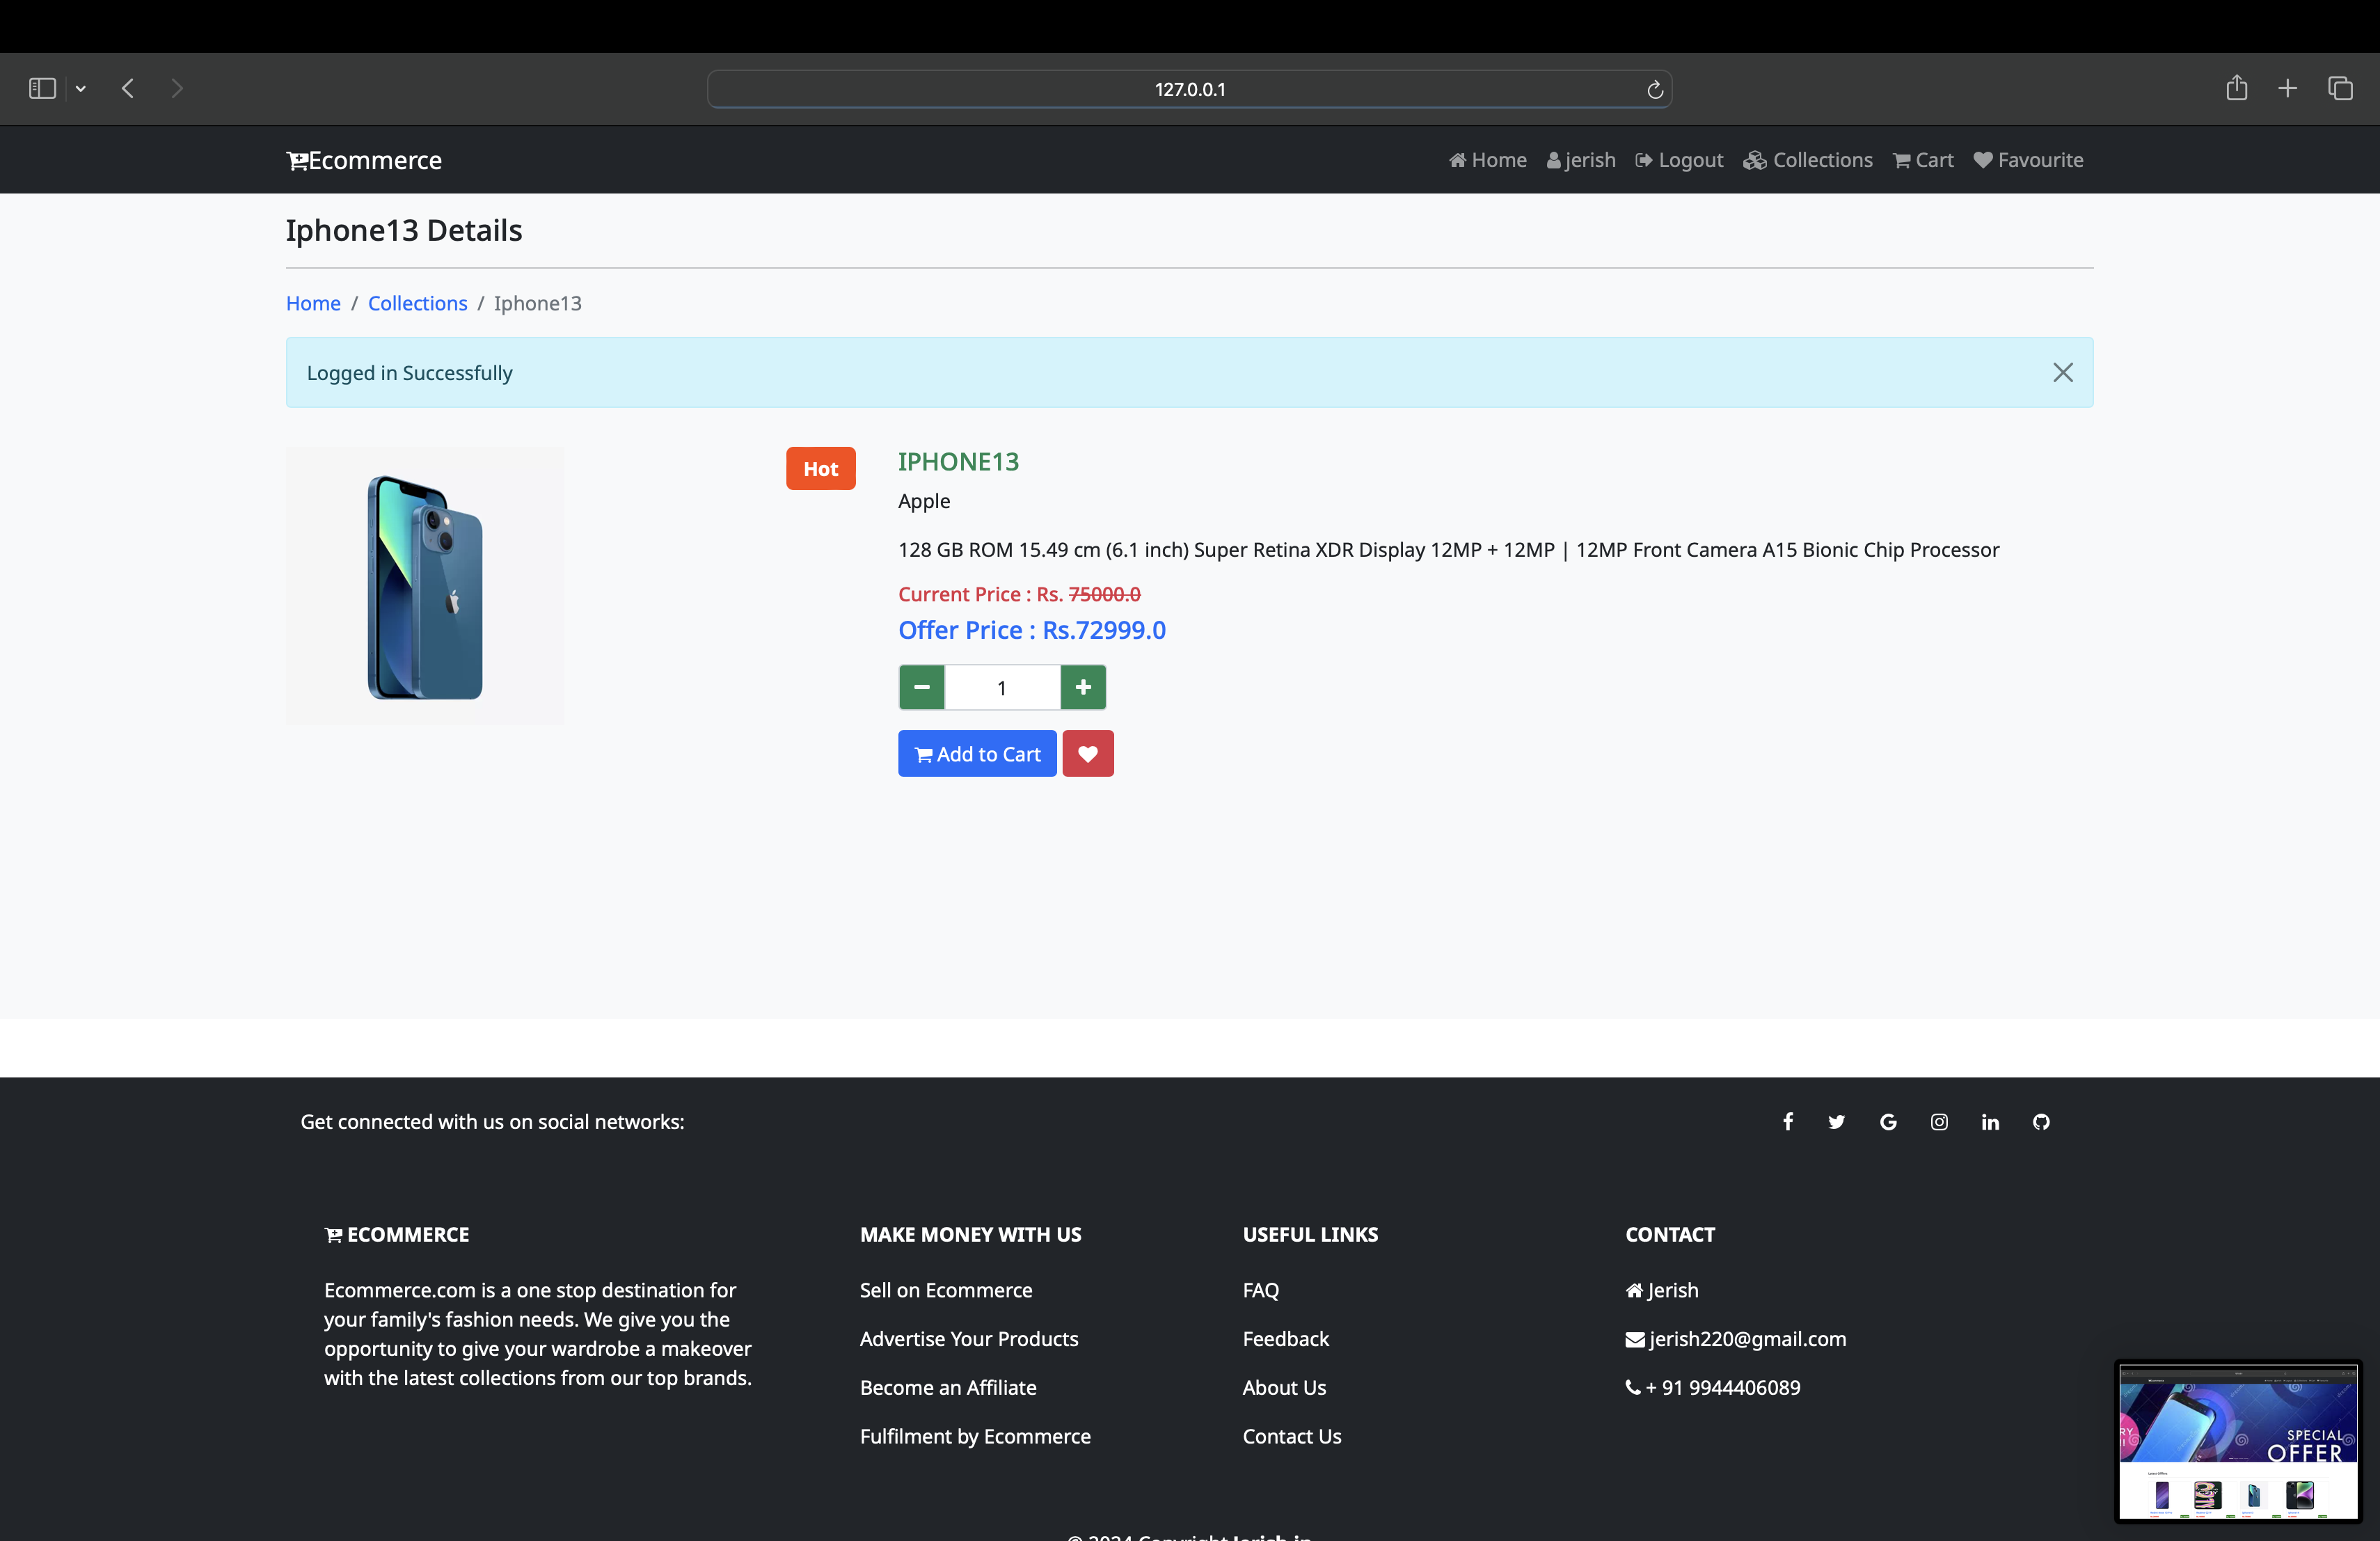 127.0.0.1
Ecommerce
Home jerish Logout Collections Cart Favourite
Iphone13 Details
Home / Collections / Iphone13
Logged in Successfully
Hot
IPHONE13
Apple
128 GB ROM 15.49 cm (6.1 inch) Super Retina XDR Display 12MP + 12MP | 12MP Front Camera A15 Bionic Chip Processor
Current Price : Rs. 75000.0
Offer Price : Rs.72999.0
1
Add to Cart
Get connected with us on social networks:
ECOMMERCE
Ecommerce.com is a one stop destination for
your family's fashion needs. We give you the
opportunity to give your wardrobe a makeover
with the latest collections from our top brands.
MAKE MONEY WITH US
Sell on Ecommerce
Advertise Your Products
Become an Affiliate
Fulfilment by Ecommerce
USEFUL LINKS
FAQ
Feedback
About Us
Contact Us
CONTACT
Jerish
jerish220@gmail.com
+ 91 9944406089
SPECIAL
OFFER
© 2024 Copyright Jerish.in